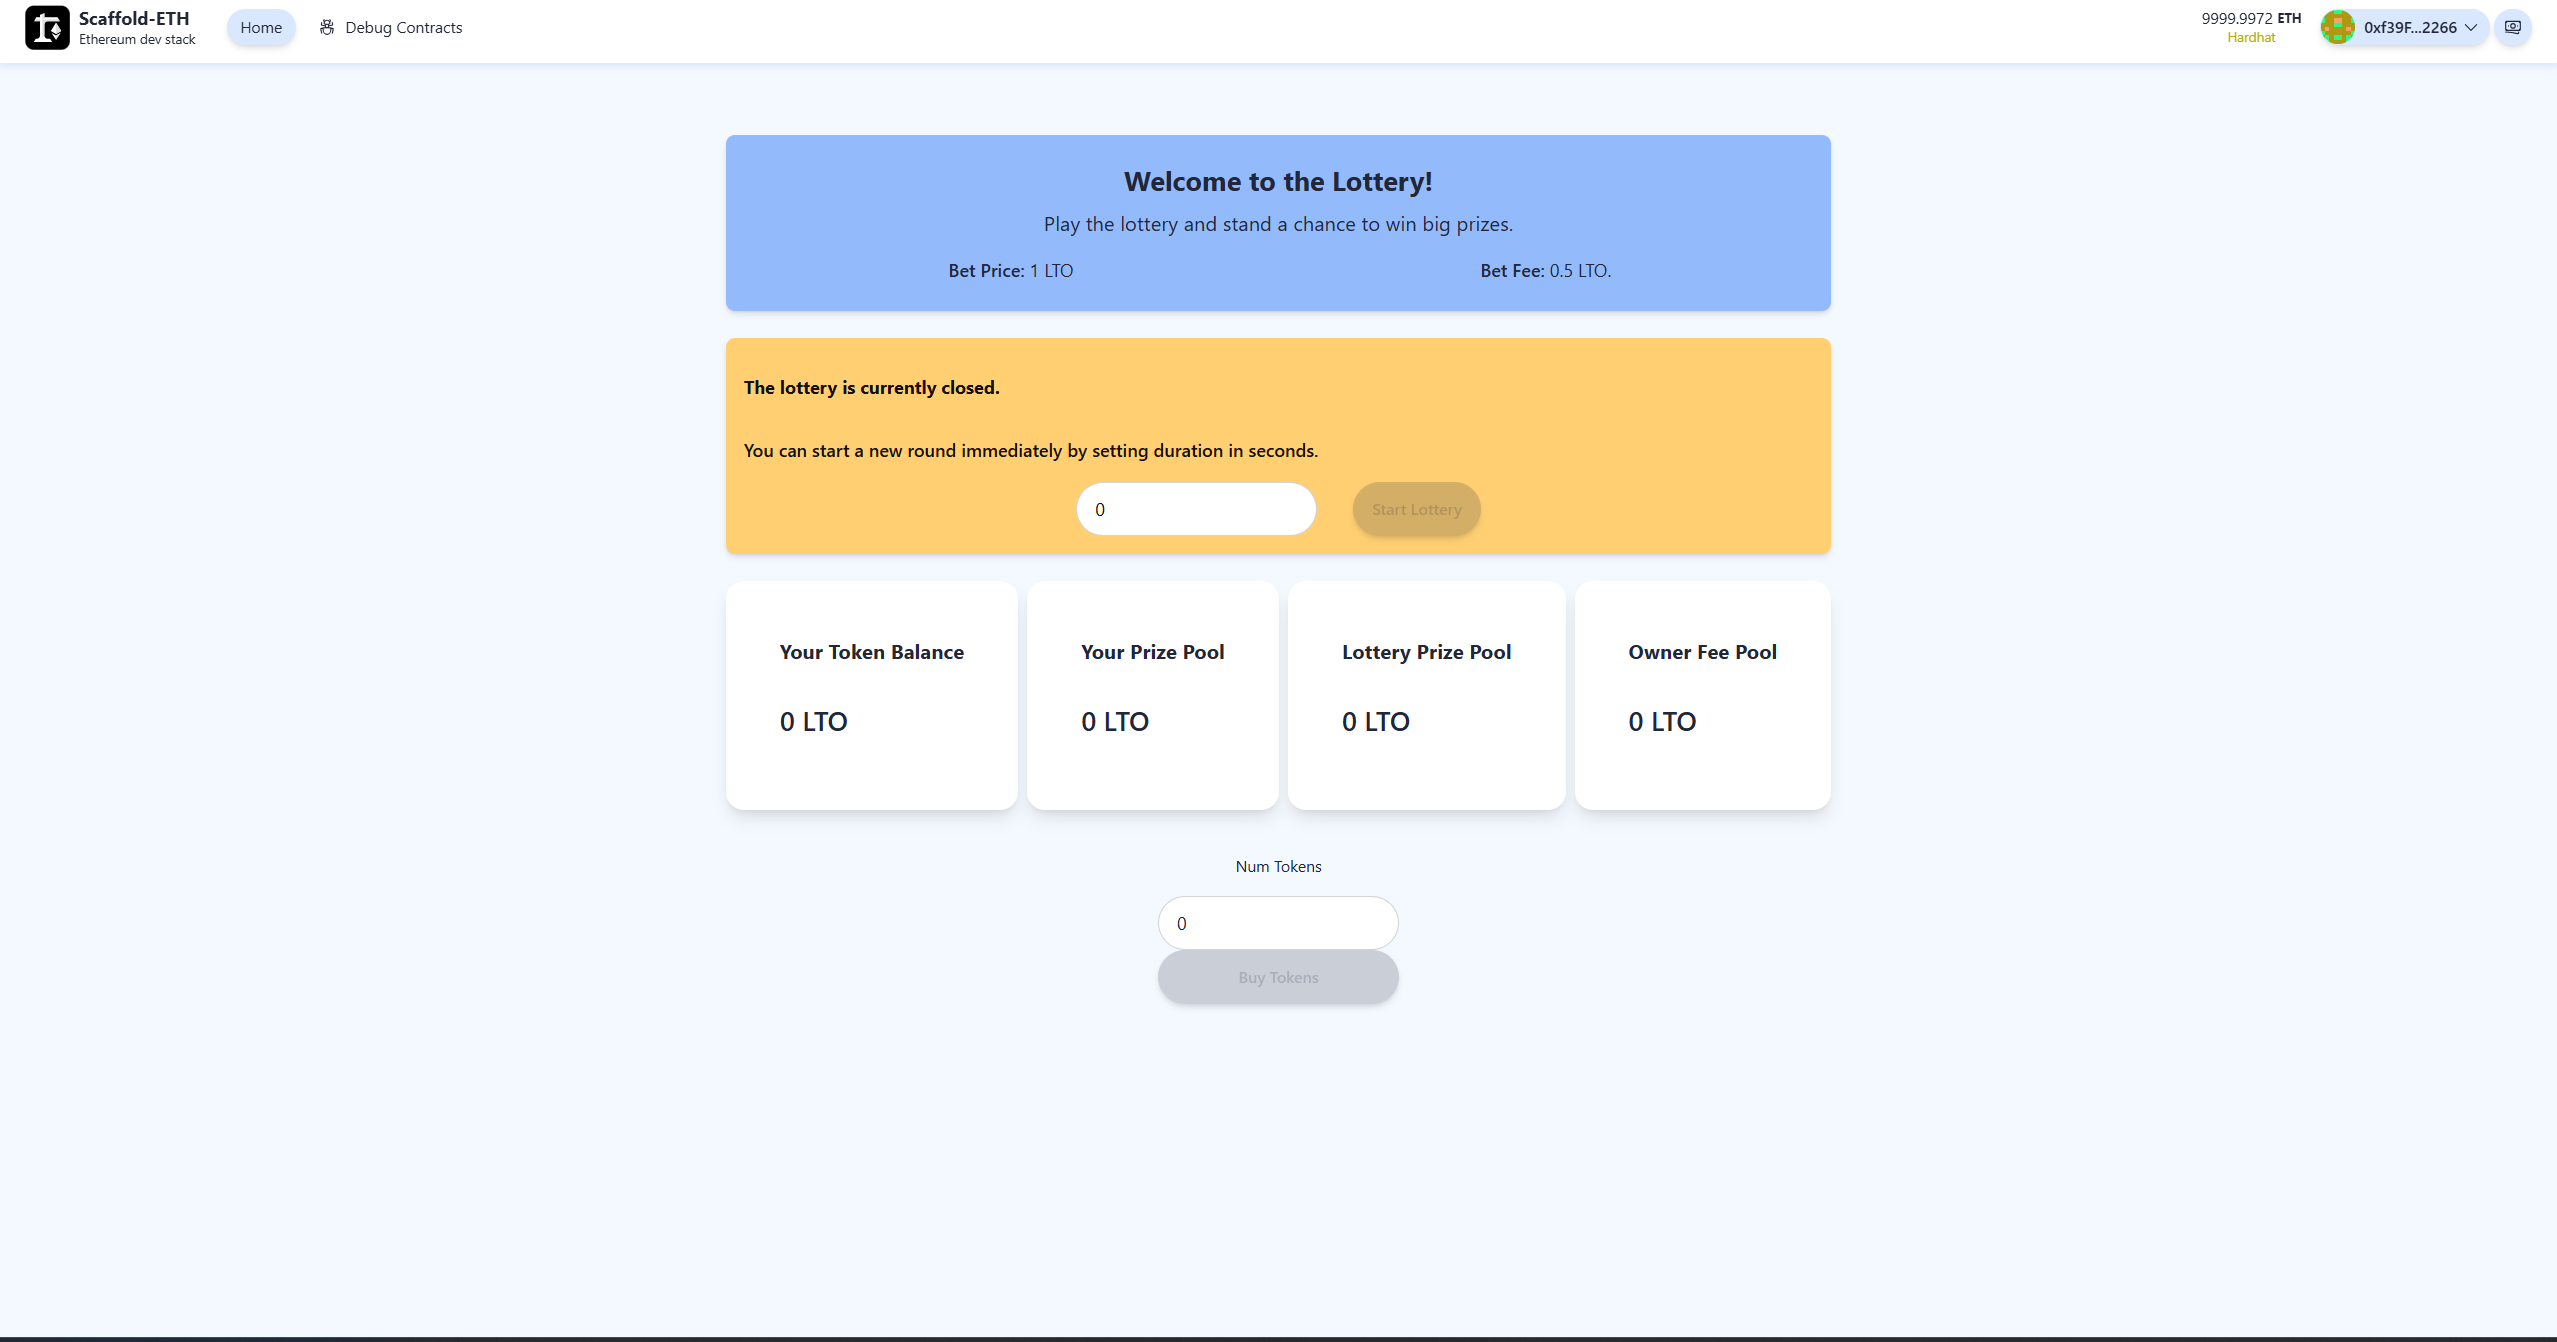 Scaffold-ETH
Ethereum dev stack
Home
Debug Contracts
9999.9972 ETH
Hardhat
0xf39F...2266
Welcome to the Lottery!
Play the lottery and stand a chance to win big prizes.
Bet Price: 1 LTO
Bet Fee: 0.5 LTO.
The lottery is currently closed.
You can start a new round immediately by setting duration in seconds.
0
Start Lottery
Your Token Balance
0 LTO
Your Prize Pool
0 LTO
Lottery Prize Pool
0 LTO
Owner Fee Pool
0 LTO
Num Tokens
0
Buy Tokens